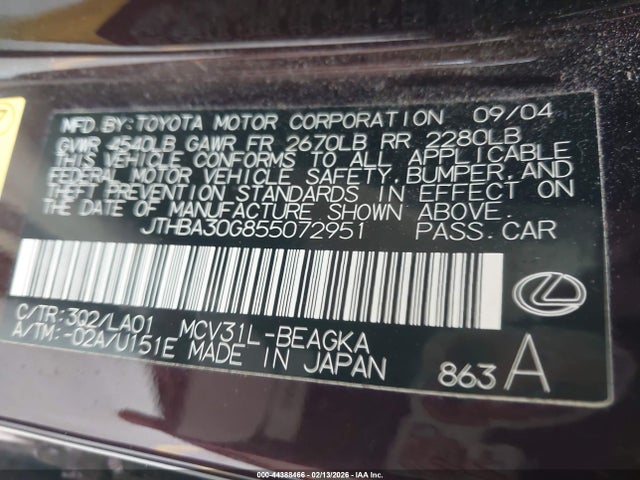 MFD.BY:TOYOTA MOTOR CORPORATION 09/04
GVWR 4540LB GAWR FR 2670LB RR 2280LB
THIS VEHICLE CONFORMS TO ALL APPLICABLE
FEDERAL MOTOR VEHICLE SAFETY, BUMPER, AND
THEFT PREVENTION STANDARDS IN EFFECT ON
THE DATE OF MANUFACTURE SHOWN ABOVE.
JTHBA30G855072951 PASS.CAR
C/TR:3Q2/LA01 MCV31L-BEAGKA
A/TM:-02A/U151E MADE IN JAPAN
863 A
000-44388466 - 02/13/2026 - IAA Inc.